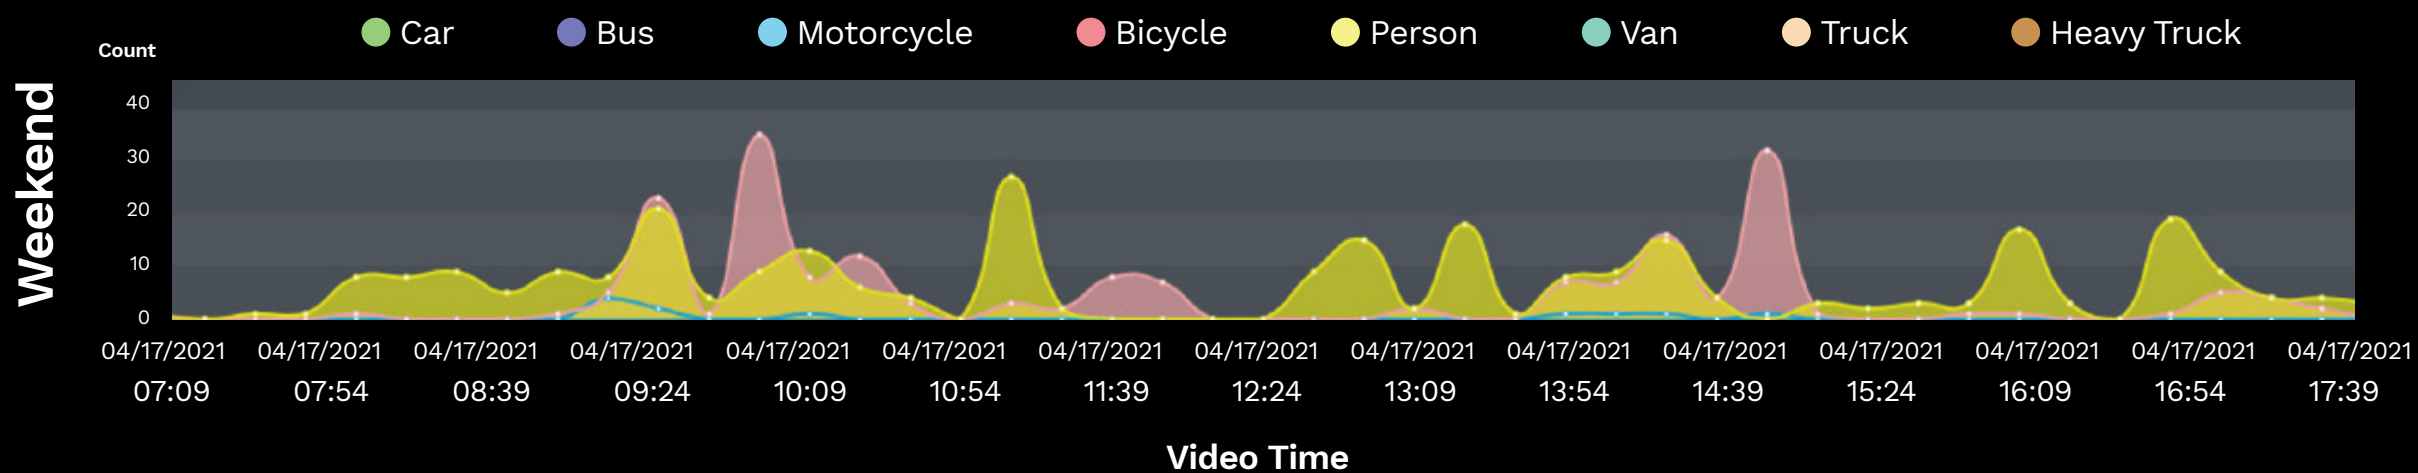 Car Bus Motorcycle Bicycle Person Van Truck Heavy Truck
Count
Weekend
40
30
20
10
0
04/17/2021 04/17/2021 04/17/2021 04/17/2021 04/17/2021 04/17/2021 04/17/2021 04/17/2021 04/17/2021 04/17/2021 04/17/2021 04/17/2021 04/17/2021 04/17/2021 04/17/2021
07:09 07:54 08:39 09:24 10:09 10:54 11:39 12:24 13:09 13:54 14:39 15:24 16:09 16:54 17:39
Video Time